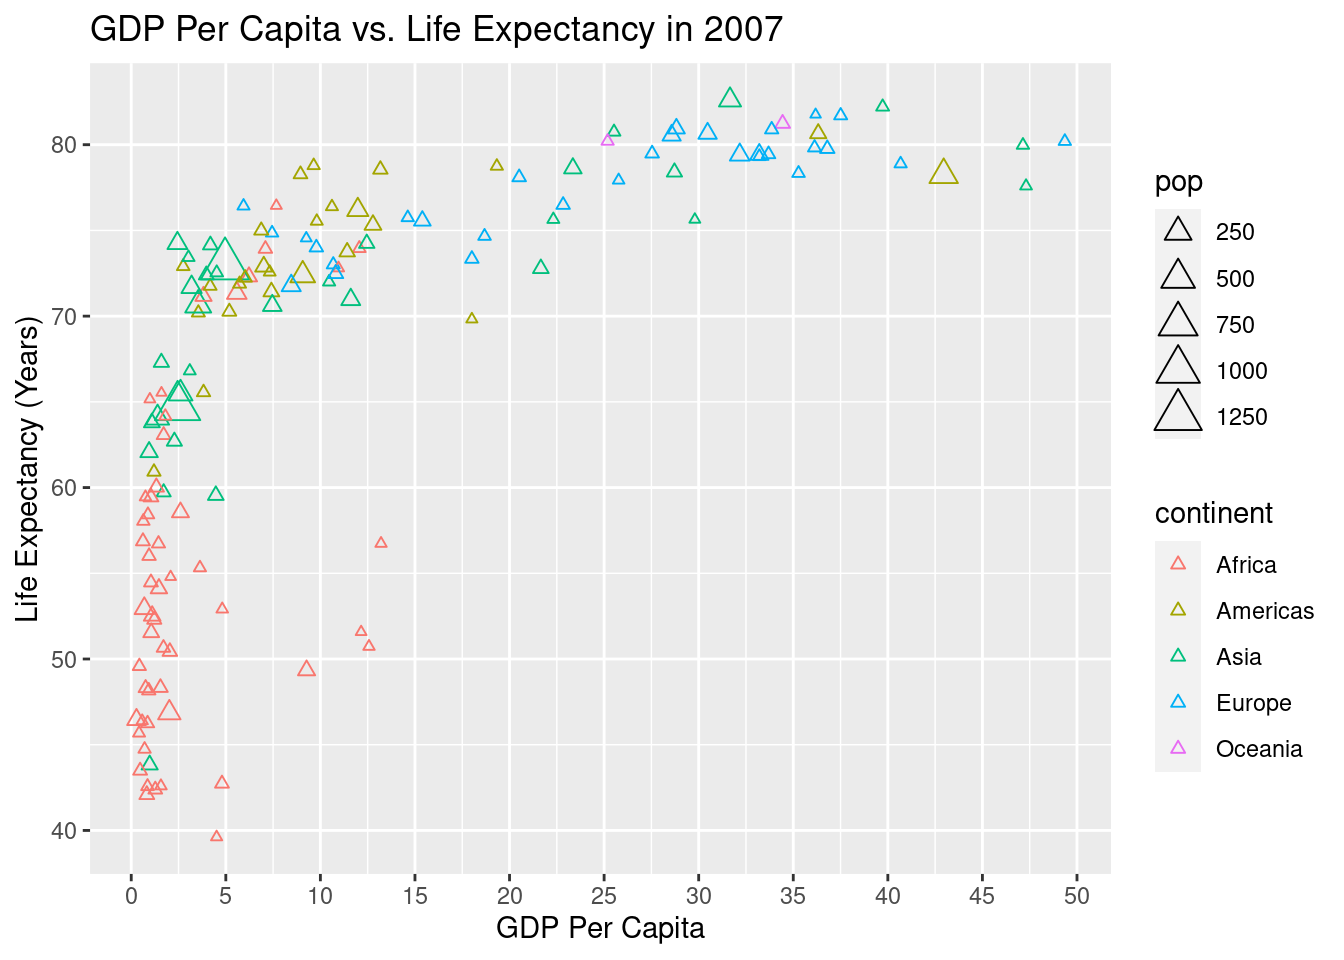 GDP Per Capita vs. Life Expectancy in 2007
Life Expectancy (Years)
80
70
60
50
40
0 5 10 15 20 25 30 35 40 45 50
GDP Per Capita
pop
250
500
750
1000
1250
continent
Africa
Americas
Asia
Europe
Oceania